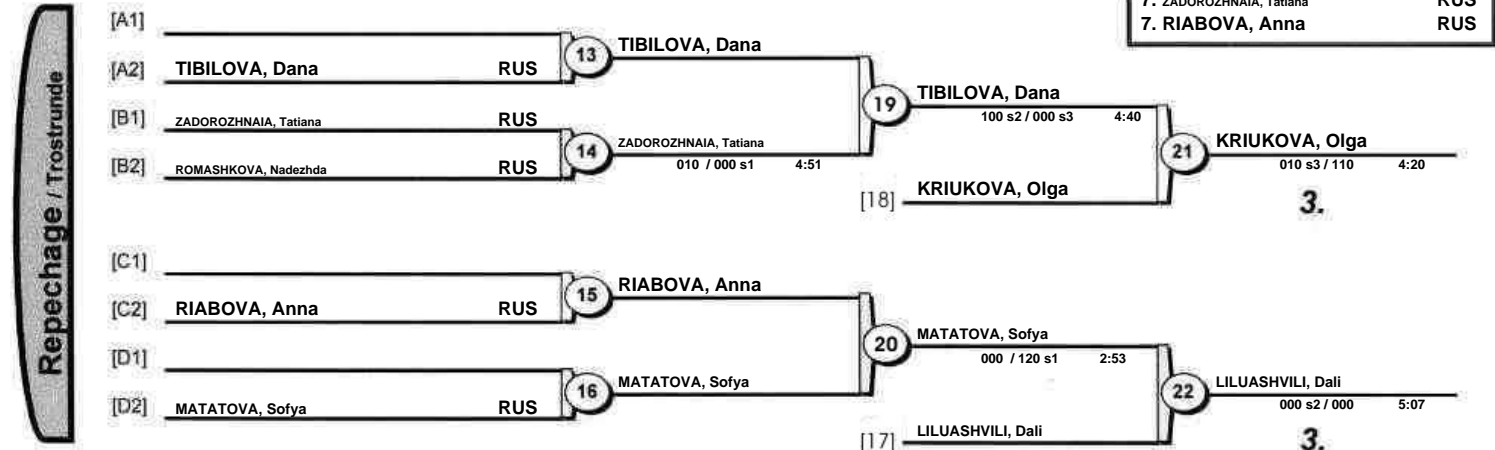 7. ZADOROZHNAIA, Tatiana RUS
7. RIABOVA, Anna RUS
Repechage / Trostrunde
[A1]
13 TIBILOVA, Dana
[A2] TIBILOVA, Dana RUS
19 TIBILOVA, Dana
100 s2 / 000 s3 4:40
[B1] ZADOROZHNAIA, Tatiana RUS
14 ZADOROZHNAIA, Tatiana
010 / 000 s1 4:51
[B2] ROMASHKOVA, Nadezhda RUS
21 KRIUKOVA, Olga
010 s3 / 110 4:20
[18] KRIUKOVA, Olga
3.
[C1]
15 RIABOVA, Anna
[C2] RIABOVA, Anna RUS
20 MATATOVA, Sofya
000 / 120 s1 2:53
[D1]
16 MATATOVA, Sofya
[D2] MATATOVA, Sofya RUS
22 LILUASHVILI, Dali
000 s2 / 000 5:07
[17] LILUASHVILI, Dali
3.